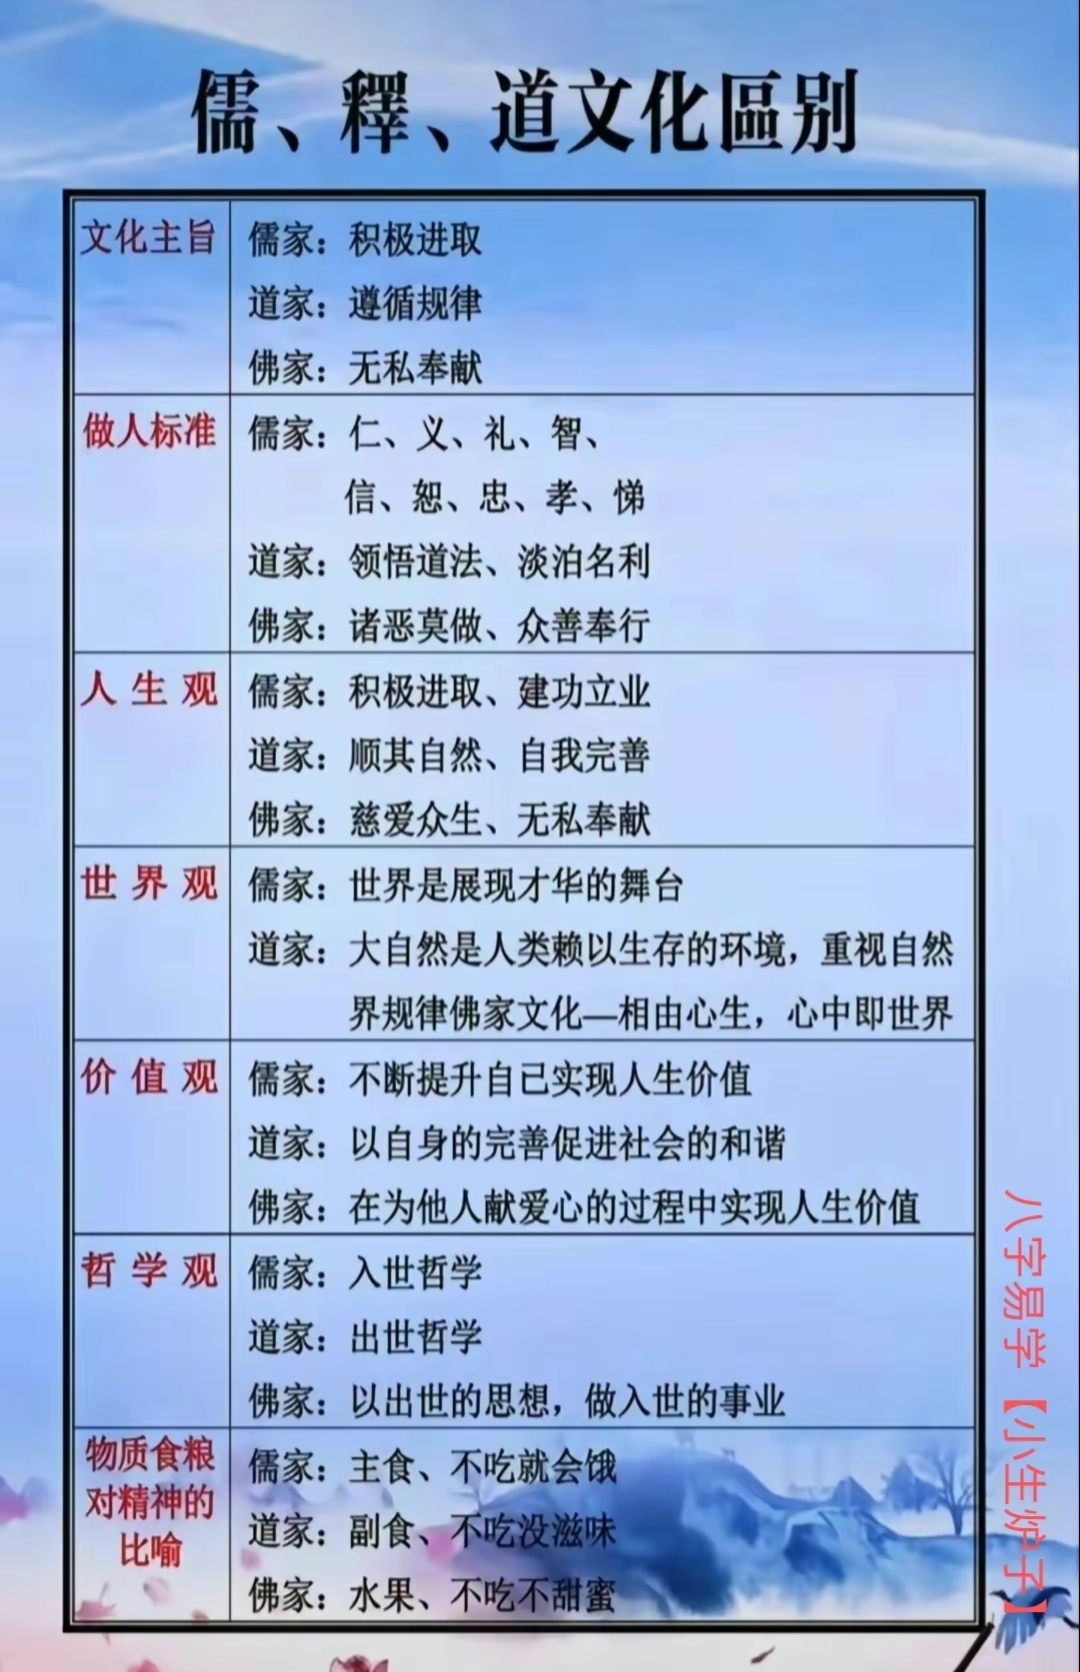 儒、釋、道文化區别
文化主旨
儒家：积极进取
道家：遵循规律
佛家：无私奉献
做人标准
儒家：仁、义、礼、智、
信、恕、忠、孝、悌
道家：领悟道法、淡泊名利
佛家：诸恶莫做、众善奉行
人生观
儒家：积极进取、建功立业
道家：顺其自然、自我完善
佛家：慈爱众生、无私奉献
世界观
儒家：世界是展现才华的舞台
道家：大自然是人类赖以生存的环境，重视自然
界规律佛家文化—相由心生，心中即世界
价值观
儒家：不断提升自己实现人生价值
道家：以自身的完善促进社会的和谐
佛家：在为他人献爱心的过程中实现人生价值
哲学观
儒家：入世哲学
道家：出世哲学
佛家：以出世的思想，做入世的事业
物质食粮
对精神的
比喻
儒家：主食、不吃就会饿
道家：副食、不吃没滋味
佛家：水果、不吃不甜蜜
八字易学【小生炉子】